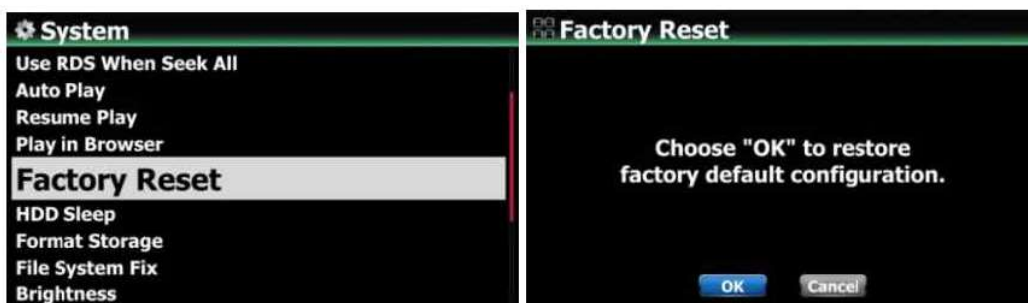 System
Use RDS When Seek All
Auto Play
Resume Play
Play in Browser
Factory Reset
HDD Sleep
Format Storage
File System Fix
Brightness
Factory Reset
Choose "OK" to restore
factory default configuration.
OK
Cancel